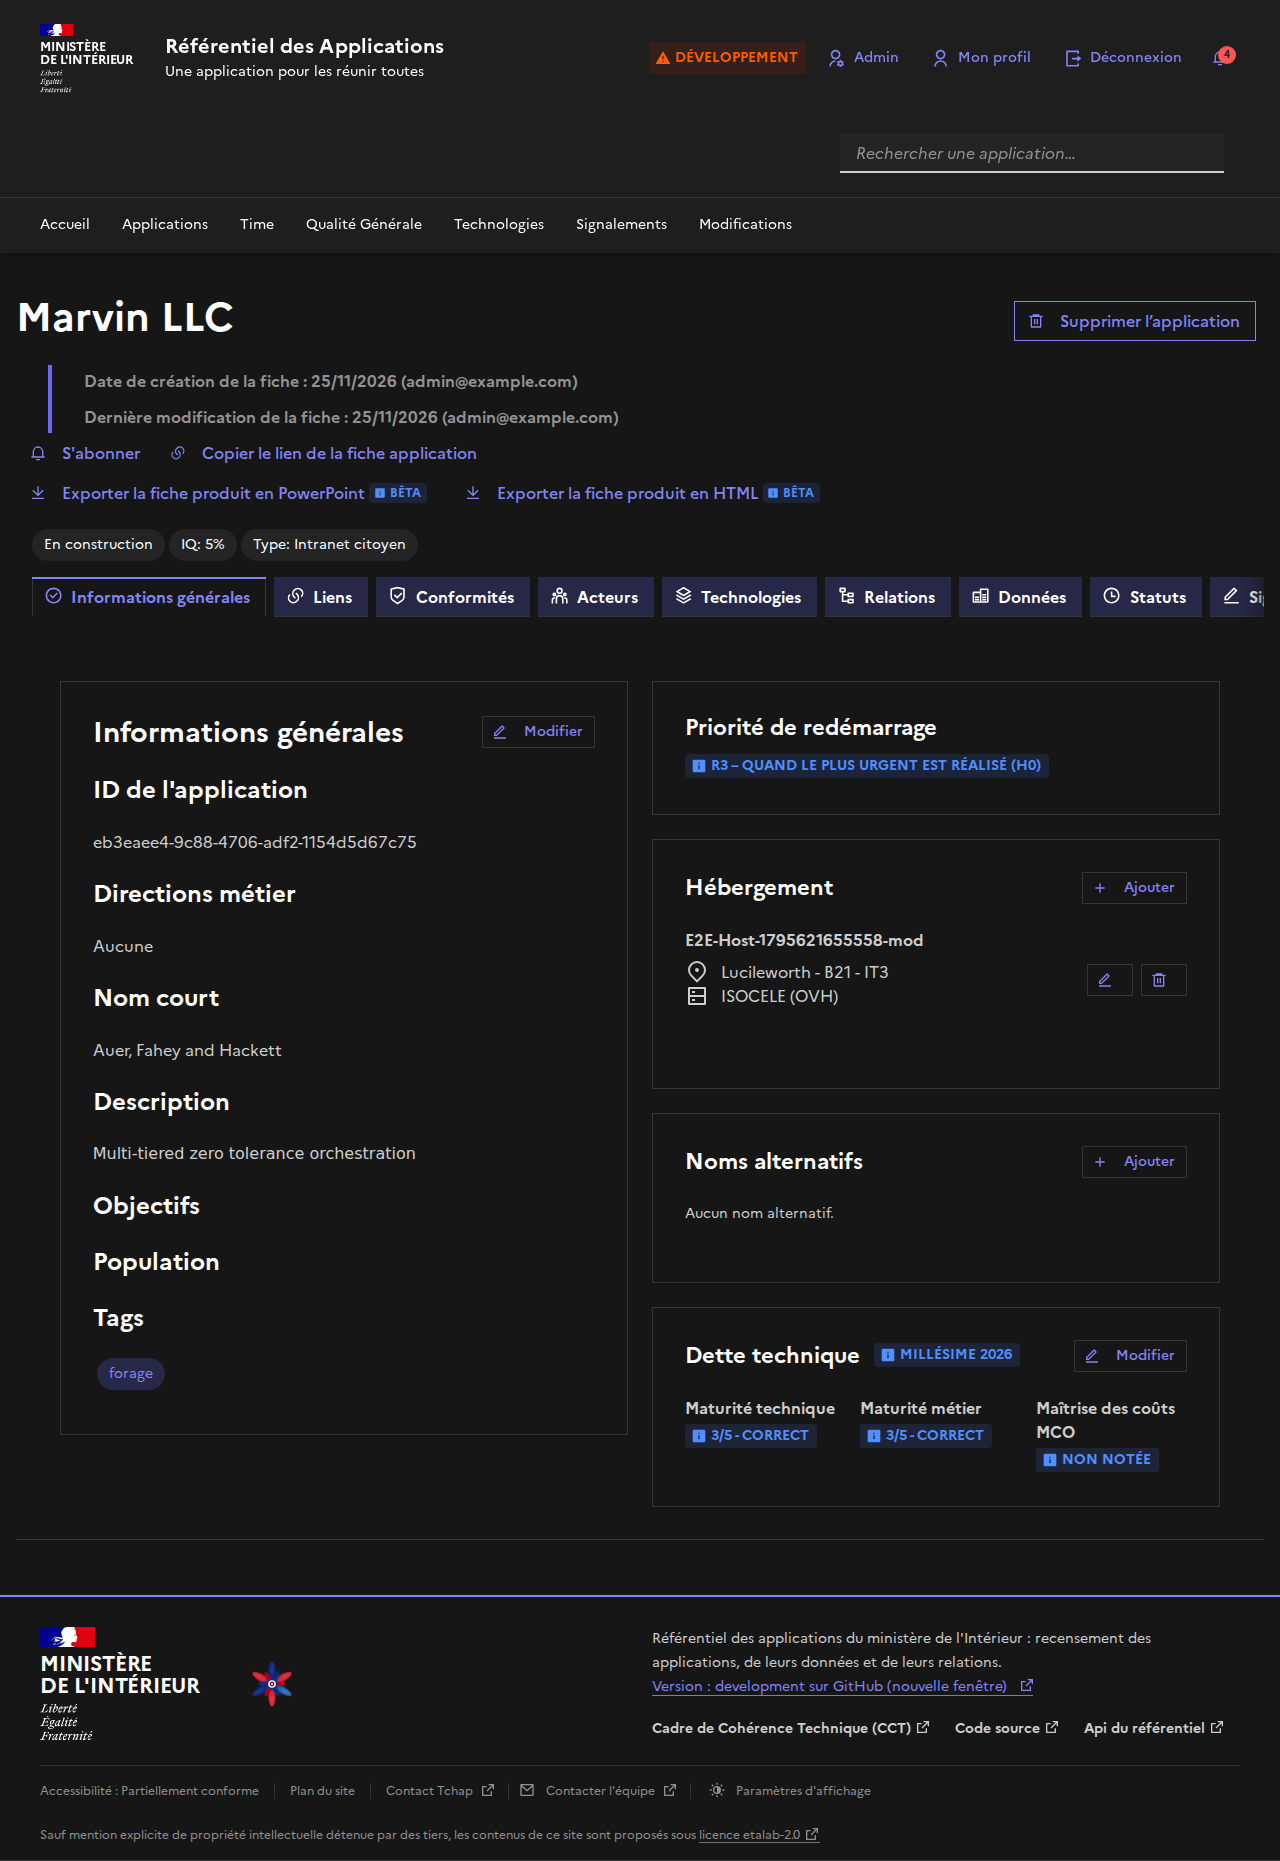 MINISTÈRE
DE L'INTÉRIEUR
Liberté
Égalité
Fraternité
Référentiel des Applications
Une application pour les réunir toutes
DÉVELOPPEMENT
Admin
Mon profil
Déconnexion
4
Rechercher une application…
Accueil
Applications
Time
Qualité Générale
Technologies
Signalements
Modifications
Marvin LLC
Supprimer l’application
Date de création de la fiche : 25/11/2026 (admin@example.com)
Dernière modification de la fiche : 25/11/2026 (admin@example.com)
S'abonner
Copier le lien de la fiche application
Exporter la fiche produit en PowerPoint
BÊTA
Exporter la fiche produit en HTML
BÊTA
En construction
IQ: 5%
Type: Intranet citoyen
Informations générales
Liens
Conformités
Acteurs
Technologies
Relations
Données
Statuts
Informations générales
Modifier
ID de l'application
eb3eaee4-9c88-4706-adf2-1154d5d67c75
Directions métier
Aucune
Nom court
Auer, Fahey and Hackett
Description
Multi-tiered zero tolerance orchestration
Objectifs
Population
Tags
forage
Priorité de redémarrage
R3 – QUAND LE PLUS URGENT EST RÉALISÉ (H0)
Hébergement
Ajouter
E2E-Host-1795621655558-mod
Lucileworth - B21 - IT3
ISOCELE (OVH)
Noms alternatifs
Ajouter
Aucun nom alternatif.
Dette technique
MILLÉSIME 2026
Modifier
Maturité technique
3/5 - CORRECT
Maturité métier
3/5 - CORRECT
Maîtrise des coûts
MCO
NON NOTÉE
MINISTÈRE
DE L'INTÉRIEUR
Liberté
Égalité
Fraternité
Référentiel des applications du ministère de l'Intérieur : recensement des
applications, de leurs données et de leurs relations.
Version : development sur GitHub (nouvelle fenêtre)
Cadre de Cohérence Technique (CCT)
Code source
Api du référentiel
Accessibilité : Partiellement conforme
Plan du site
Contact Tchap
Contacter l'équipe
Paramètres d'affichage
Sauf mention explicite de propriété intellectuelle détenue par des tiers, les contenus de ce site sont proposés sous licence etalab-2.0